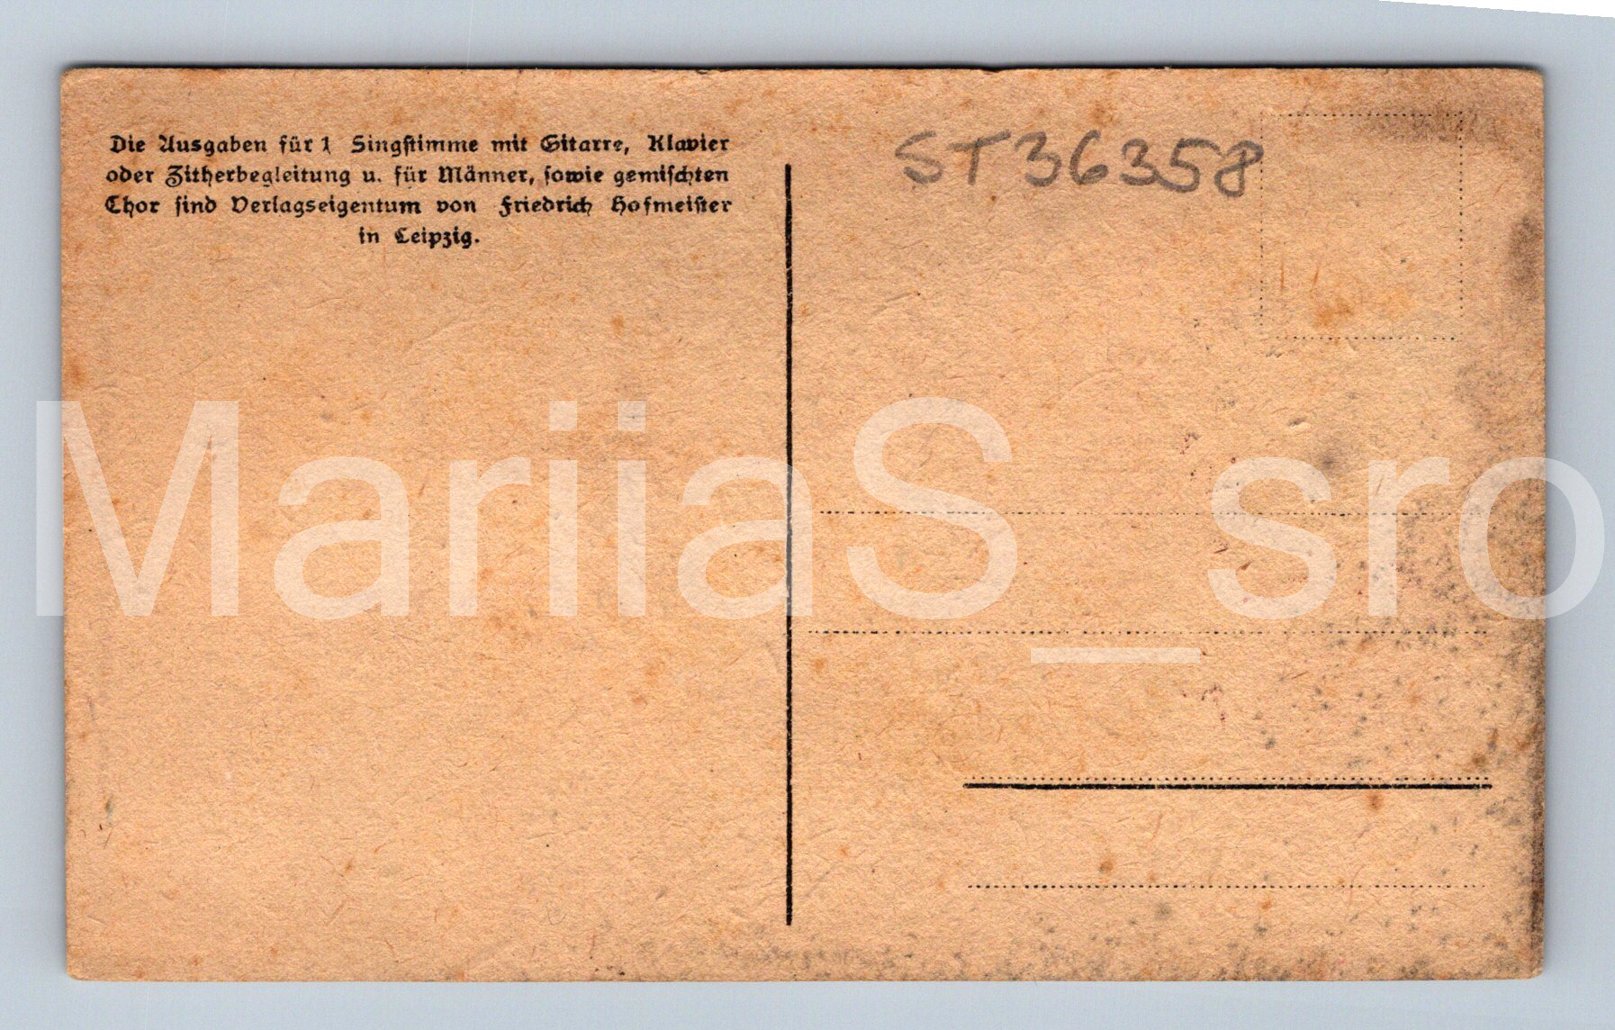 Die Ausgaben für 1 Singstimme mit Gitarre, Klavier
oder Zitherbegleitung u. für Männer, sowie gemischten
Chor sind Verlagseigentum von Friedrich Hofmeister
in Leipzig.
ST36358
MariiaS_sro